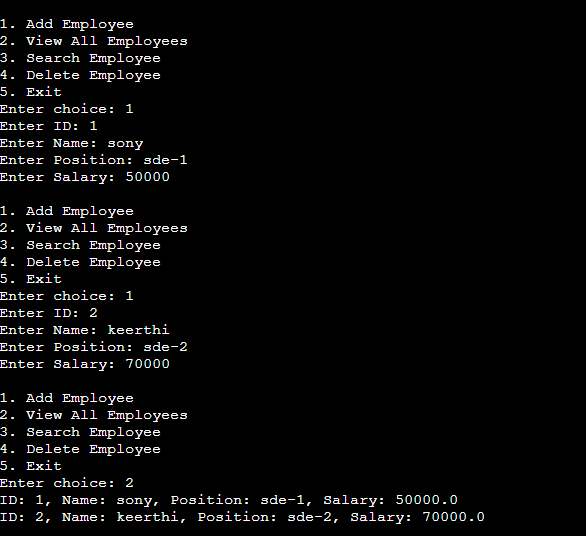 1. Add Employee
2. View All Employees
3. Search Employee
4. Delete Employee
5. Exit
Enter choice: 1
Enter ID: 1
Enter Name: sony
Enter Position: sde-1
Enter Salary: 50000
1. Add Employee
2. View All Employees
3. Search Employee
4. Delete Employee
5. Exit
Enter choice: 1
Enter ID: 2
Enter Name: keerthi
Enter Position: sde-2
Enter Salary: 70000
1. Add Employee
2. View All Employees
3. Search Employee
4. Delete Employee
5. Exit
Enter choice: 2
ID: 1, Name: sony, Position: sde-1, Salary: 50000.0
ID: 2, Name: keerthi, Position: sde-2, Salary: 70000.0